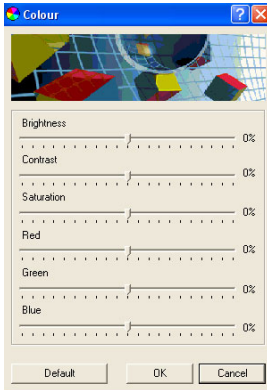 Colour
Brightness
0%
Contrast
0%
Saturation
0%
Red
0%
Green
0%
Blue
0%
Default OK Cancel